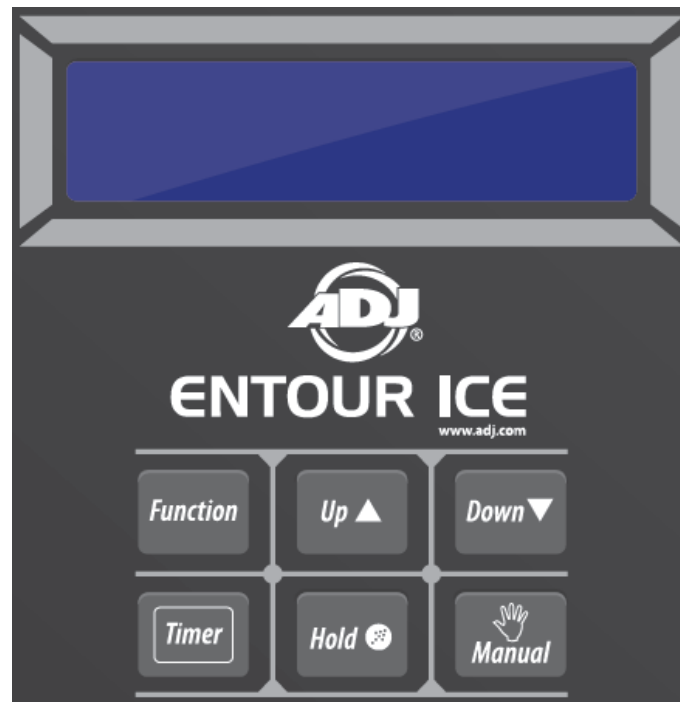 ADJ®
ENTOUR ICE
www.adj.com
Function
Up ▲
Down ▼
Timer
Hold
Manual